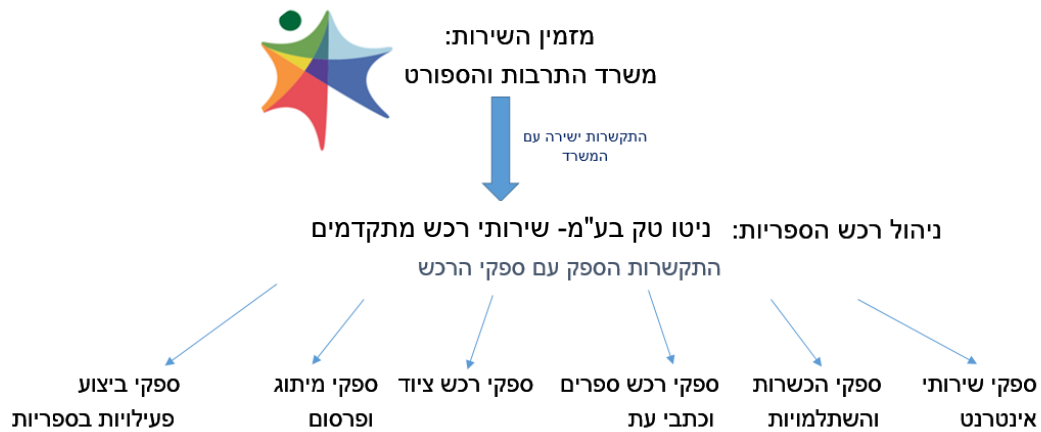 מזמין השירות:
משרד התרבות והספורט
התקשרות ישירה עם
המשרד
ניהול רכש הספריות: ניטו טק בע"מ- שירותי רכש מתקדמים
התקשרות הספק עם ספקי הרכש
ספקי שירותי
אינטרנט
ספקי הכשרות
והשתלמויות
ספקי רכש ספרים
וכתבי עת
ספקי רכש ציוד
ספקי מיתוג
ופרסום
ספקי ביצוע
פעילויות בספריות